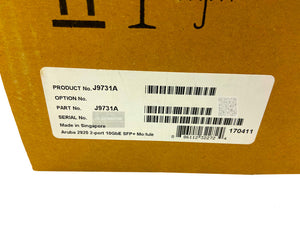 PRODUCT No. J9731A
OPTION No.
PART No. J9731A
SERIAL No.
Made in Singapore
Aruba 2920 2-port 10GbE SFP+ Module
170411